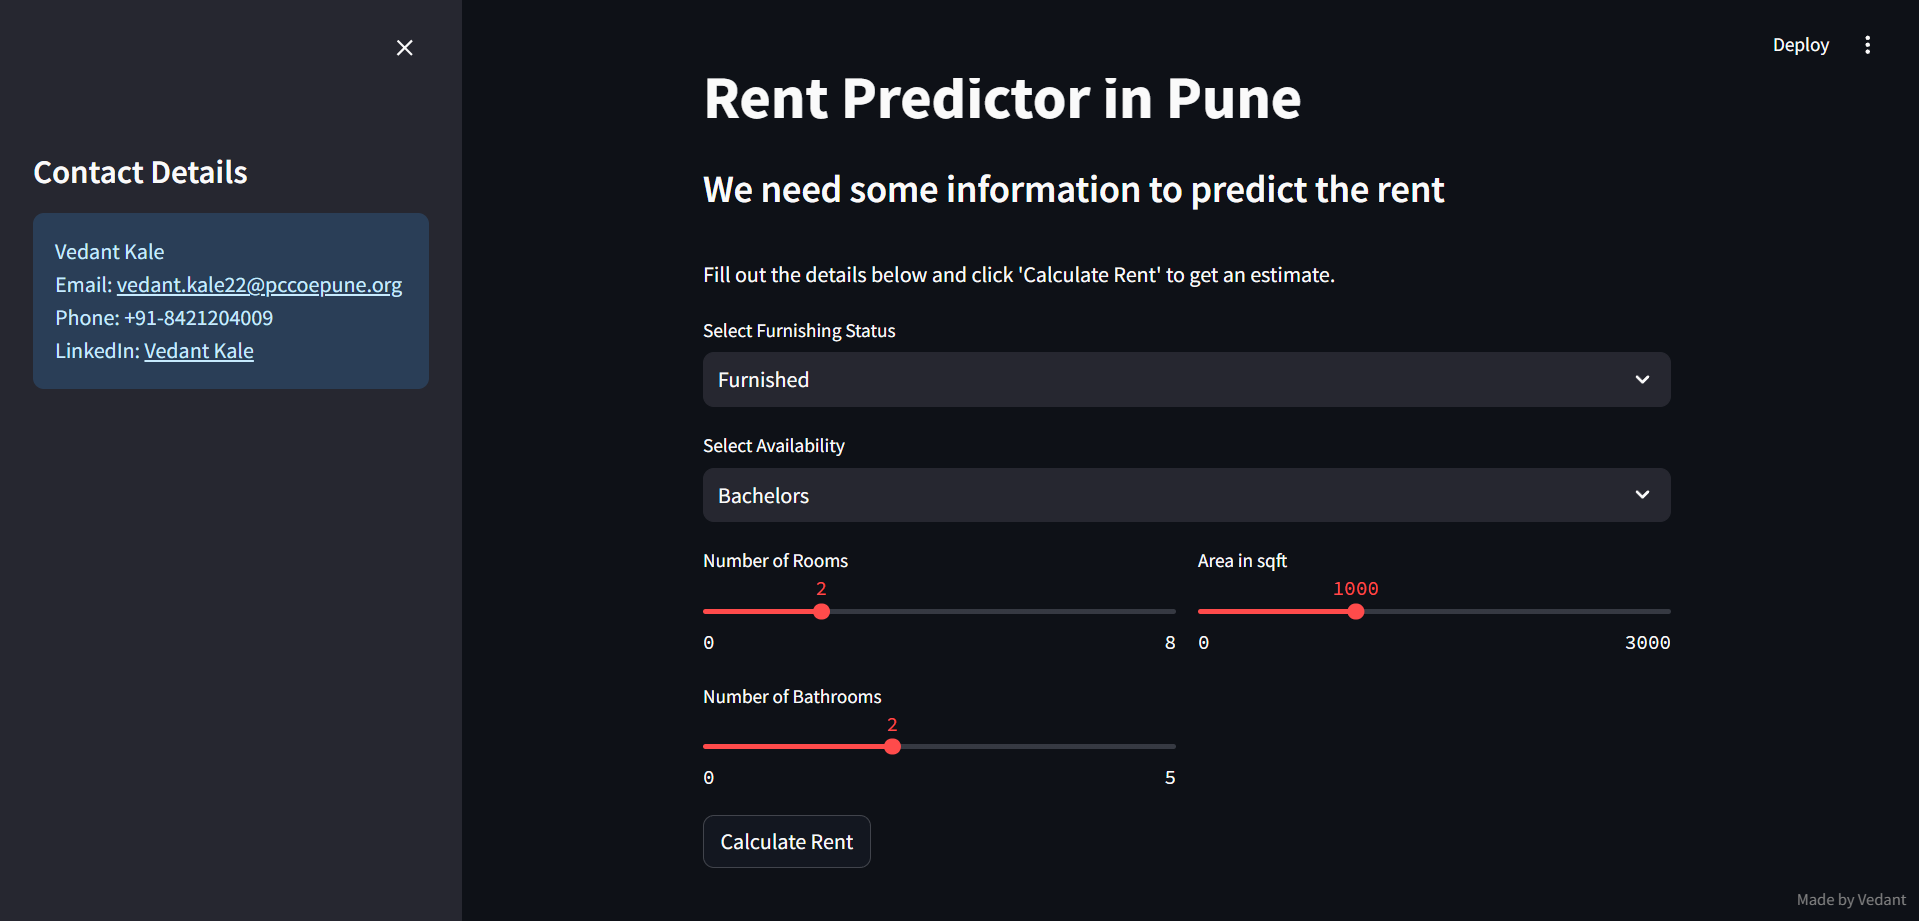 Contact Details
Vedant Kale
Email: vedant.kale22@pccoepune.org
Phone: +91-8421204009
LinkedIn: Vedant Kale
Deploy
Rent Predictor in Pune
We need some information to predict the rent
Fill out the details below and click 'Calculate Rent' to get an estimate.
Select Furnishing Status
Furnished
Select Availability
Bachelors
Number of Rooms
2
0 8
Area in sqft
1000
0 3000
Number of Bathrooms
2
0 5
Calculate Rent
Made by Vedant